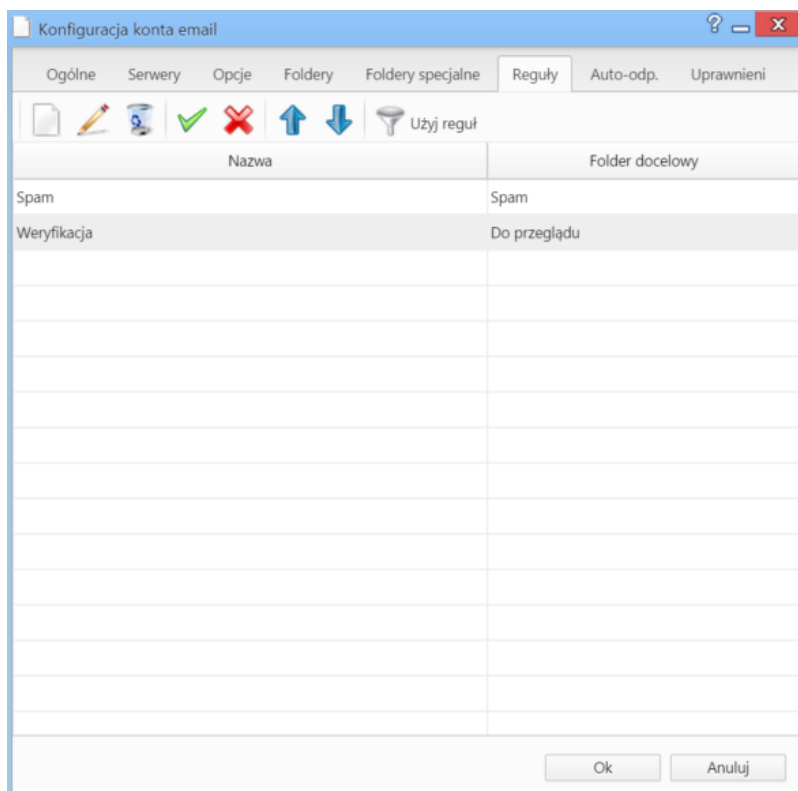 Konfiguracja konta email
Ogólne Serwery Opcje Foldery Foldery specjalne Reguły Auto-odp. Uprawnieni
Użyj reguł
Nazwa Folder docelowy
Spam Spam
Weryfikacja Do przeglądu
Ok Anuluj